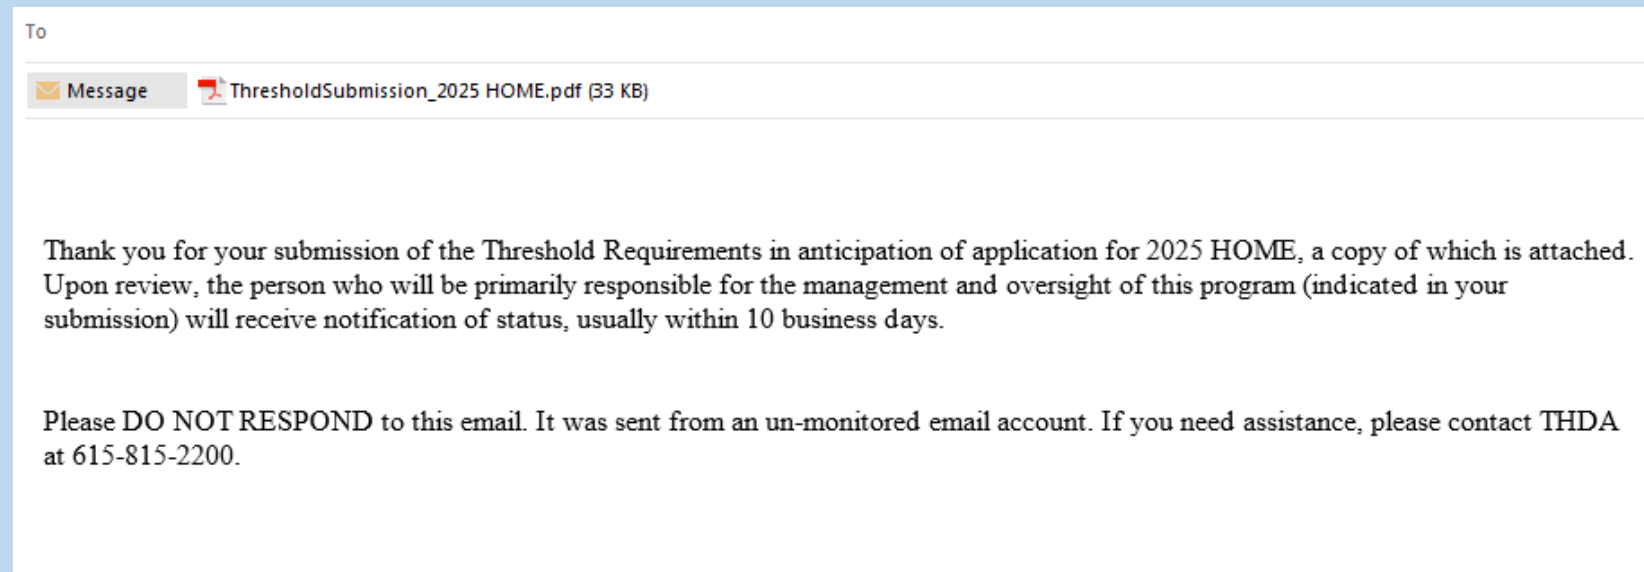 To
Message ThresholdSubmission_2025 HOME.pdf (33 KB)
Thank you for your submission of the Threshold Requirements in anticipation of application for 2025 HOME, a copy of which is attached.
Upon review, the person who will be primarily responsible for the management and oversight of this program (indicated in your
submission) will receive notification of status, usually within 10 business days.
Please DO NOT RESPOND to this email. It was sent from an un-monitored email account. If you need assistance, please contact THDA
at 615-815-2200.